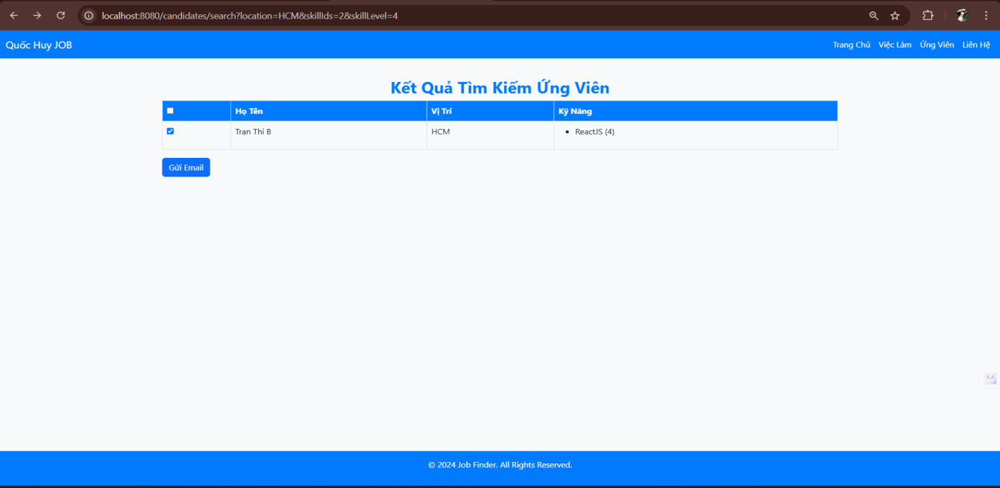 localhost:8080/candidates/search?location=HCM&skillIds=2&skillLevel=4
Quốc Huy JOB
Trang Chủ Việc Làm Ứng Viên Liên Hệ
Kết Quả Tìm Kiếm Ứng Viên
Họ Tên Vị Trí Kỹ Năng
Tran Thi B HCM • ReactJS (4)
Gửi Email
© 2024 Job Finder. All Rights Reserved.